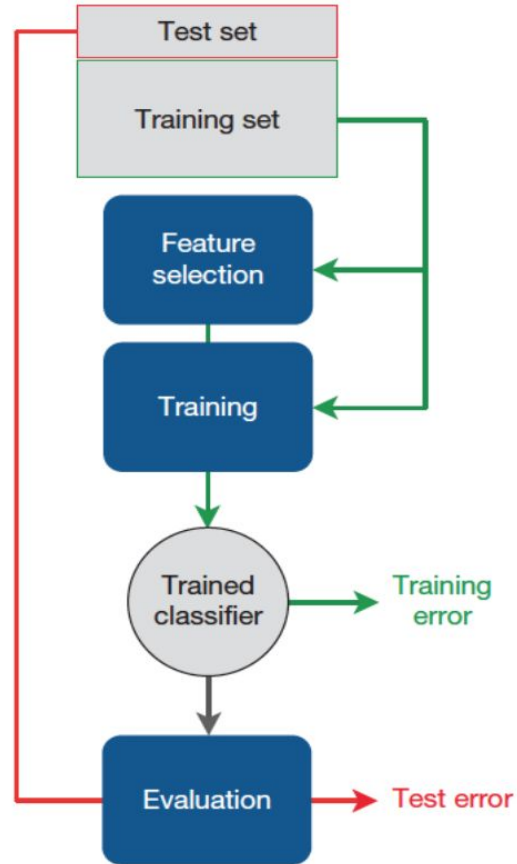 Test set
Training set
Feature
selection
Training
Trained
classifier
Training
error
Evaluation
Test error